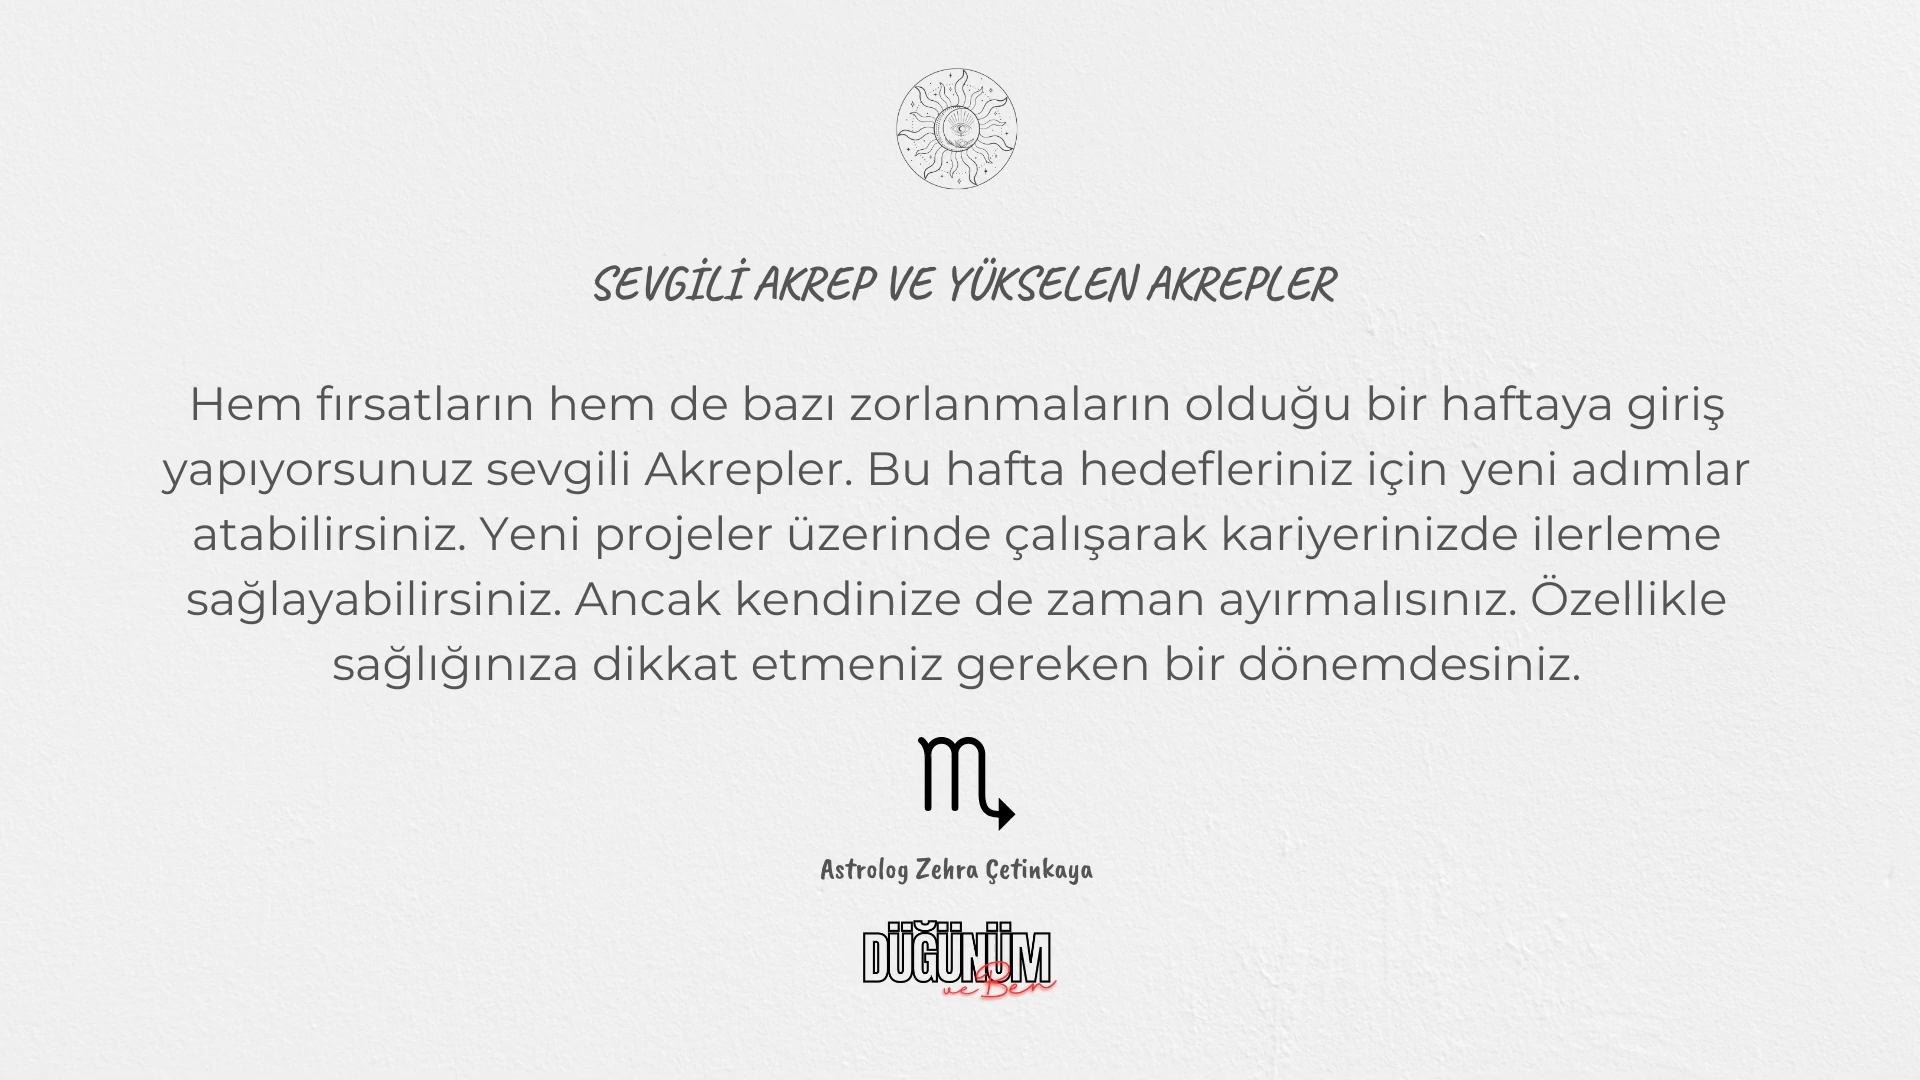 SEVGİLİ AKREP VE YÜKSELEN AKREPLER
Hem fırsatların hem de bazı zorlanmaların olduğu bir haftaya giriş
yapıyorsunuz sevgili Akrepler. Bu hafta hedefleriniz için yeni adımlar
atabilirsiniz. Yeni projeler üzerinde çalışarak kariyerinizde ilerleme
sağlayabilirsiniz. Ancak kendinize de zaman ayırmalısınız. Özellikle
sağlığınıza dikkat etmeniz gereken bir dönemdesiniz.
Astrolog Zehra Çetinkaya
DÜĞÜNÜM
ve Ben